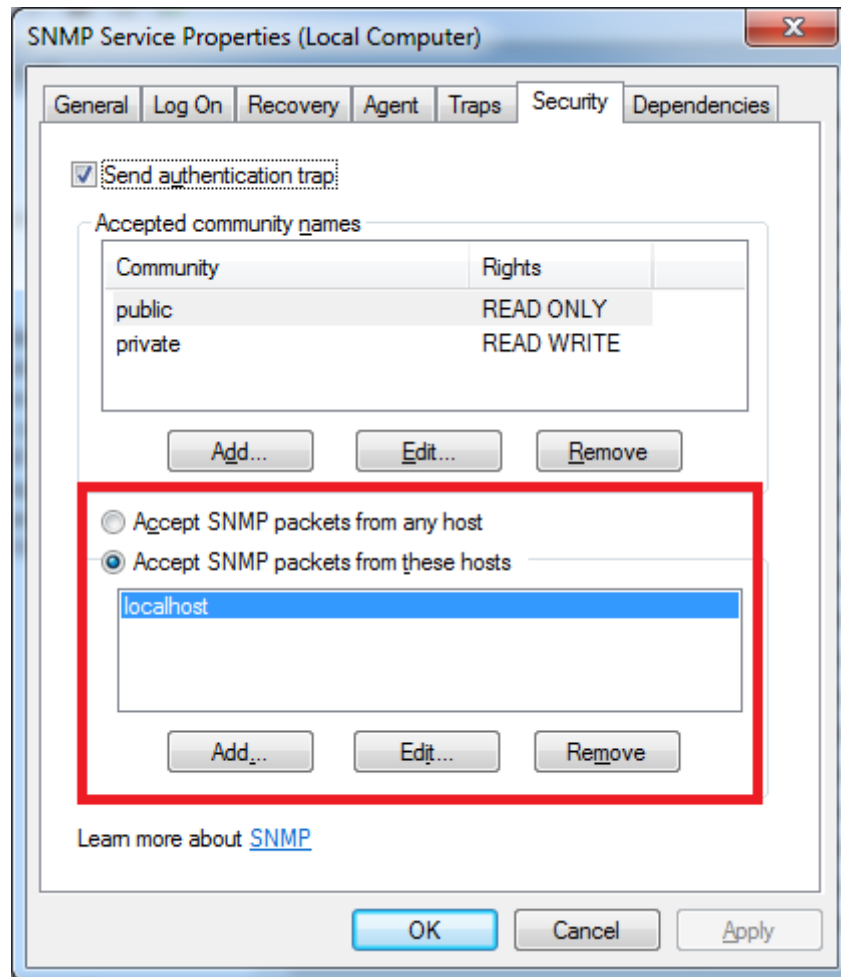 SNMP Service Properties (Local Computer)
General Log On Recovery Agent Traps Security Dependencies
Send authentication trap
Accepted community names
Community Rights
public READ ONLY
private READ WRITE
Add... Edit... Remove
Accept SNMP packets from any host
Accept SNMP packets from these hosts
localhost
Add... Edit... Remove
Learn more about SNMP
OK Cancel Apply